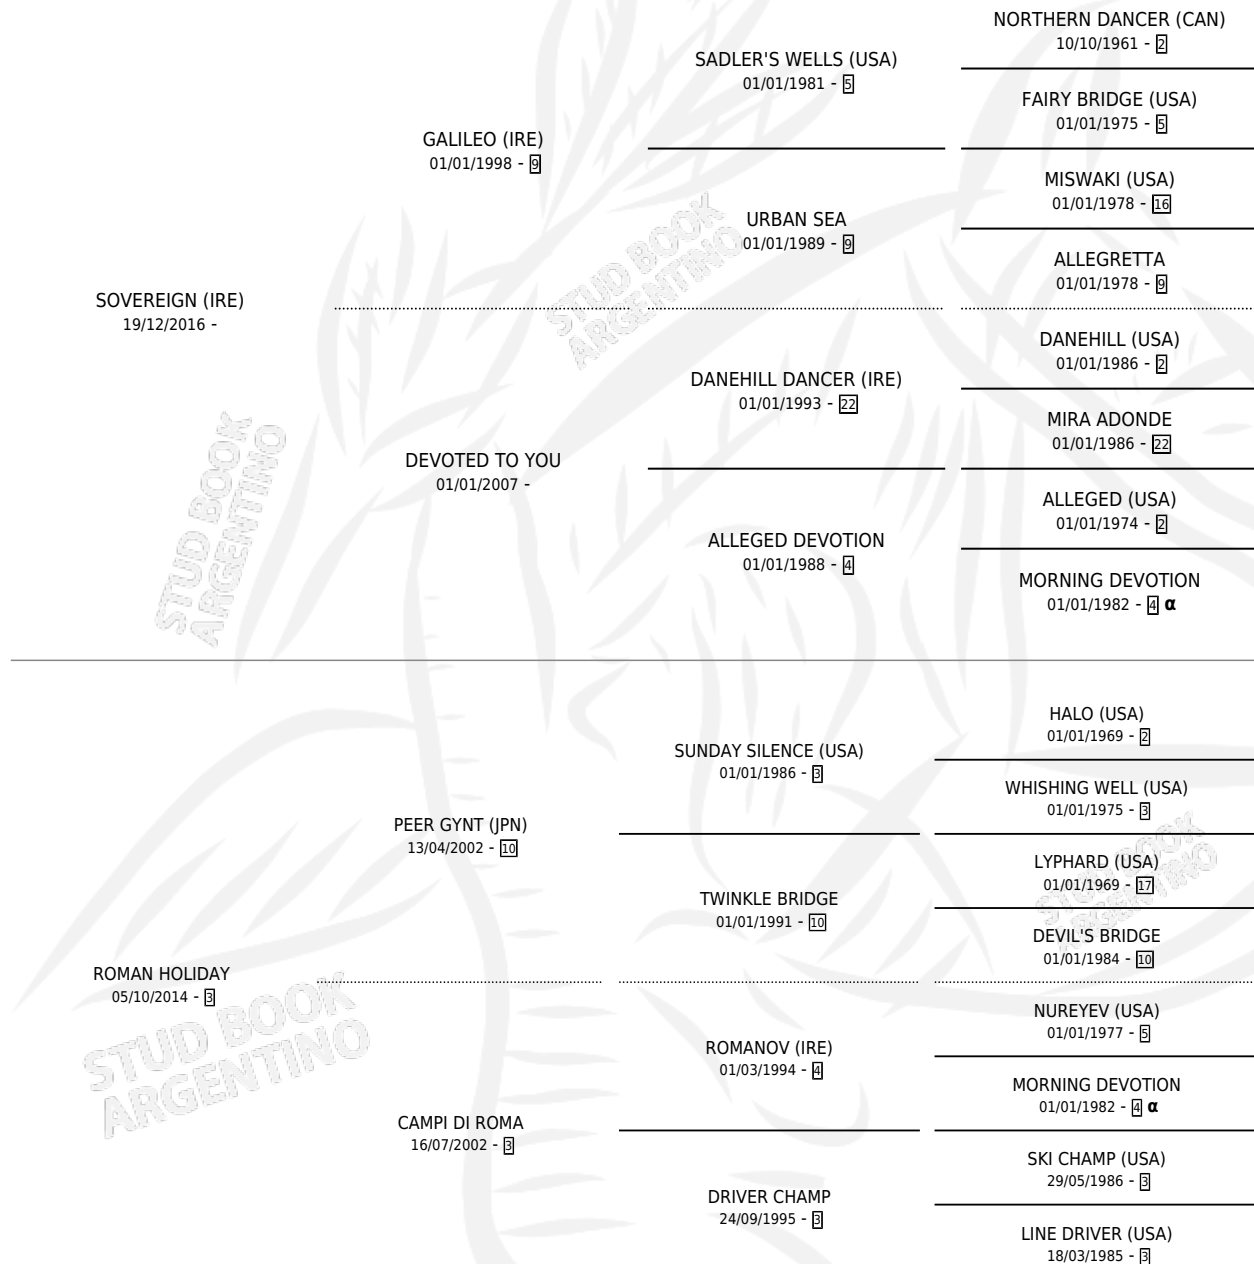 NORTHERN DANCER (CAN)
10/10/1961 - 2
SADLER'S WELLS (USA)
01/01/1981 - 5
FAIRY BRIDGE (USA)
01/01/1975 - 5
GALILEO (IRE)
01/01/1998 - 9
MISWAKI (USA)
01/01/1978 - 16
URBAN SEA
01/01/1989 - 9
ALLEGRETTA
01/01/1978 - 9
SOVEREIGN (IRE)
19/12/2016 -
STUD BOOK
ARGENTINO
DANEHILL (USA)
01/01/1986 - 2
DANEHILL DANCER (IRE)
01/01/1993 - 22
MIRA ADONDE
01/01/1986 - 22
DEVOTED TO YOU
01/01/2007 -
ALLEGED (USA)
01/01/1974 - 2
ALLEGED DEVOTION
01/01/1988 - 4
MORNING DEVOTION
01/01/1982 - 4 α
STUD BOOK
ARGENTINO
HALO (USA)
01/01/1969 - 2
SUNDAY SILENCE (USA)
01/01/1986 - 3
WHISHING WELL (USA)
01/01/1975 - 3
PEER GYNT (JPN)
13/04/2002 - 10
LYPHARD (USA)
01/01/1969 - 17
TWINKLE BRIDGE
01/01/1991 - 10
STUD BOOK
ARGENTINO
DEVIL'S BRIDGE
01/01/1984 - 10
ROMAN HOLIDAY
05/10/2014 - 3
STUD BOOK
ARGENTINO
NUREYEV (USA)
01/01/1977 - 5
ROMANOV (IRE)
01/03/1994 - 4
MORNING DEVOTION
01/01/1982 - 4 α
CAMPI DI ROMA
16/07/2002 - 3
SKI CHAMP (USA)
29/05/1986 - 3
DRIVER CHAMP
24/09/1995 - 3
LINE DRIVER (USA)
18/03/1985 - 3